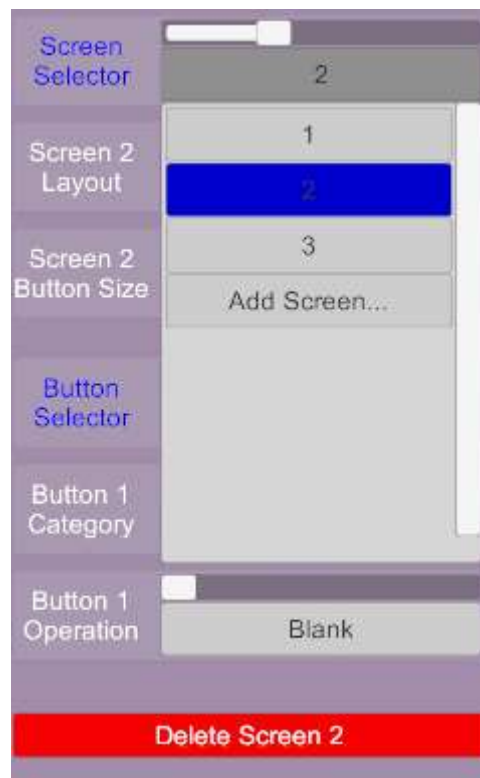 Screen
Selector
2
1
2
3
Add Screen...
Screen 2
Layout
Screen 2
Button Size
Button
Selector
Button 1
Category
Button 1
Operation
Blank
Delete Screen 2